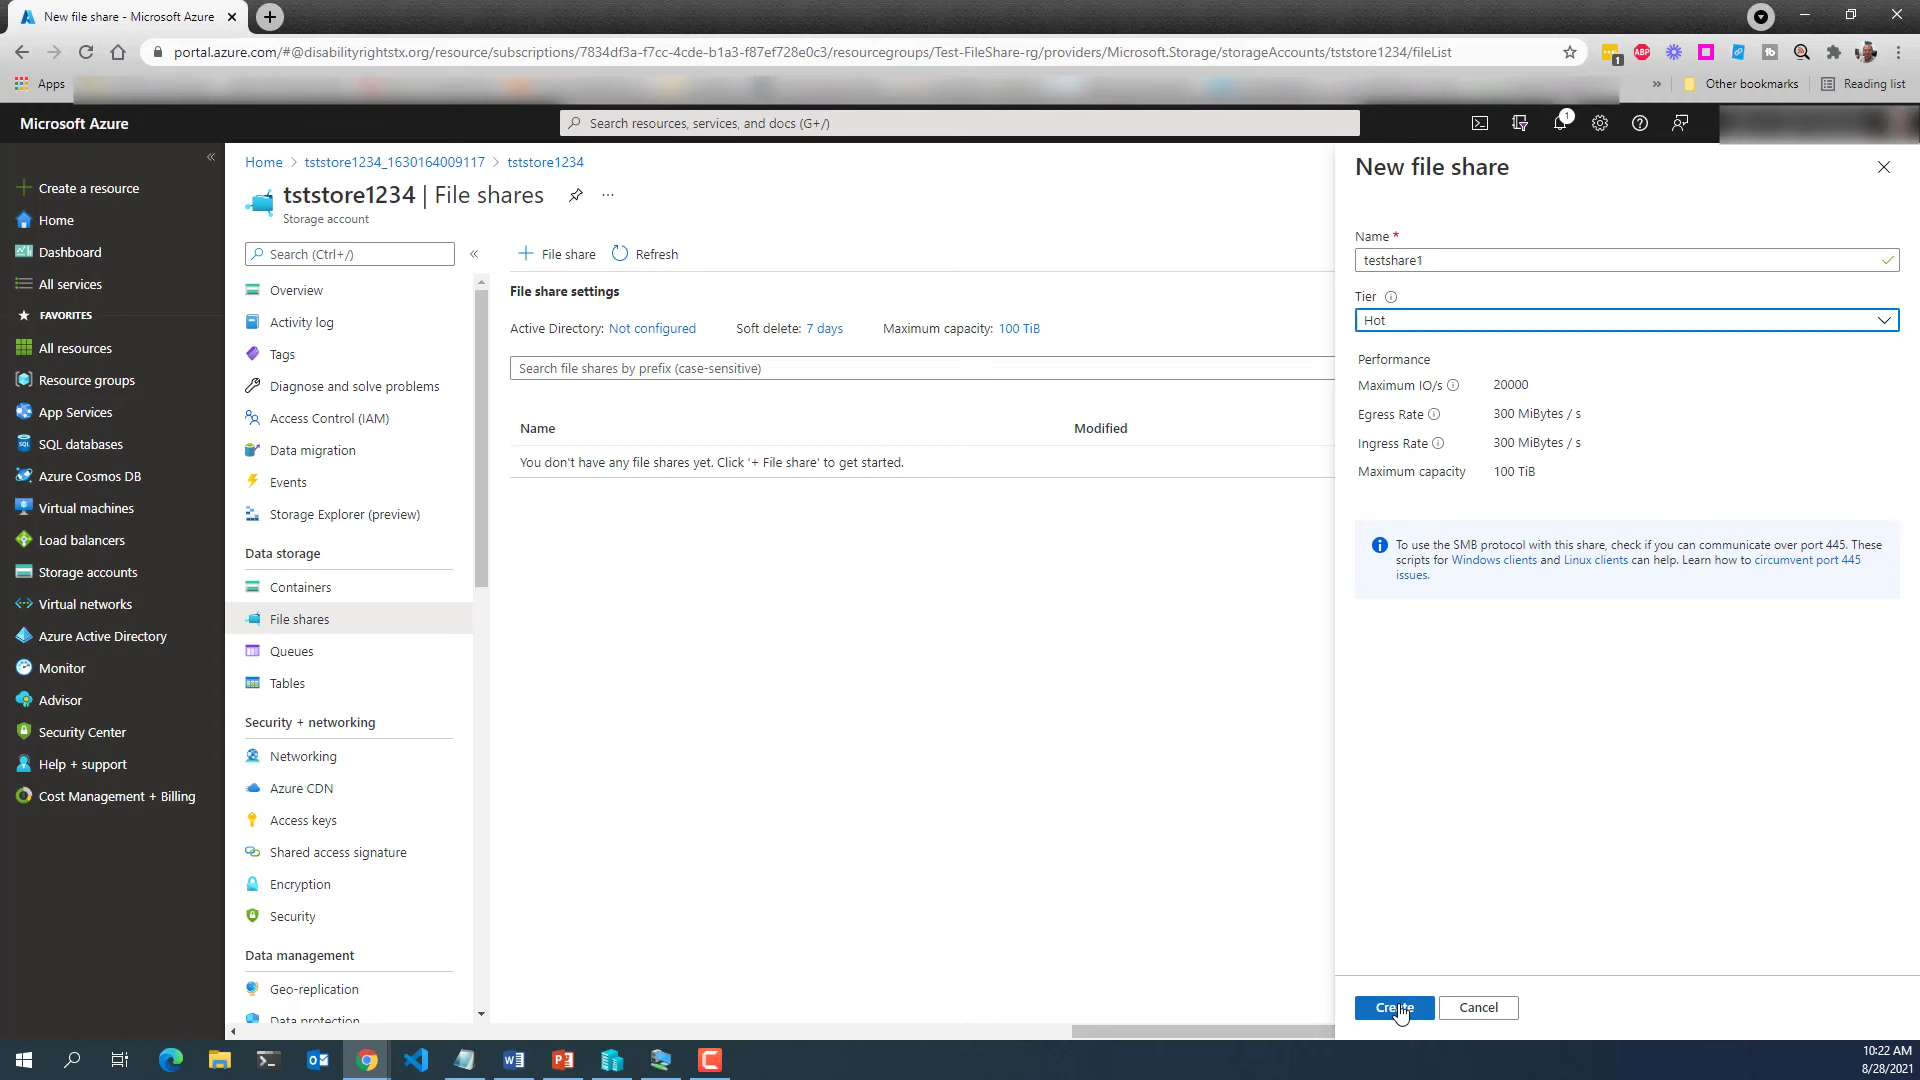 New file share - Microsoft Azure
portal.azure.com/#@disabilityrightstx.org/resource/subscriptions/7834df3a-f7cc-4cde-b1a3-f87ef728e0c3/resourcegroups/Test-FileShare-rg/providers/Microsoft.Storage/storageAccounts/tststore1234/fileList
ABP
1
Apps
»
Other bookmarks
Reading list
Microsoft Azure
Search resources, services, and docs (G+/)
1
«
Create a resource
Home
Dashboard
All services
FAVORITES
All resources
Resource groups
App Services
SQL databases
Azure Cosmos DB
Virtual machines
Load balancers
Storage accounts
Virtual networks
Azure Active Directory
Monitor
Advisor
Security Center
Help + support
Cost Management + Billing
Home > tststore1234_1630164009117 > tststore1234
tststore1234 | File shares
...
Storage account
Search (Ctrl+/)
«
Overview
Activity log
Tags
Diagnose and solve problems
Access Control (IAM)
Data migration
Events
Storage Explorer (preview)
Data storage
Containers
File shares
Queues
Tables
Security + networking
Networking
Azure CDN
Access keys
Shared access signature
Encryption
Security
Data management
Geo-replication
Data protection
+ File share Refresh
File share settings
Active Directory: Not configured Soft delete: 7 days Maximum capacity: 100 TiB
Search file shares by prefix (case-sensitive)
Name Modified
You don't have any file shares yet. Click '+ File share' to get started.
New file share
Name *
testshare1
Tier
Hot
Performance
Maximum IO/s 20000
Egress Rate 300 MiBytes / s
Ingress Rate 300 MiBytes / s
Maximum capacity 100 TiB
To use the SMB protocol with this share, check if you can communicate over port 445. These
scripts for Windows clients and Linux clients can help. Learn how to circumvent port 445
issues.
Create Cancel
10:22 AM
8/28/2021